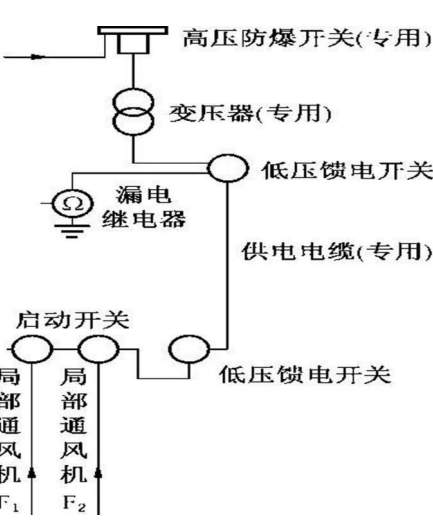 高压防爆开关(专用)
变压器(专用)
低压馈电开关
Ω
漏电
继电器
供电电缆(专用)
启动开关
低压馈电开关
局部通风机
F₁
局部通风机
F₂